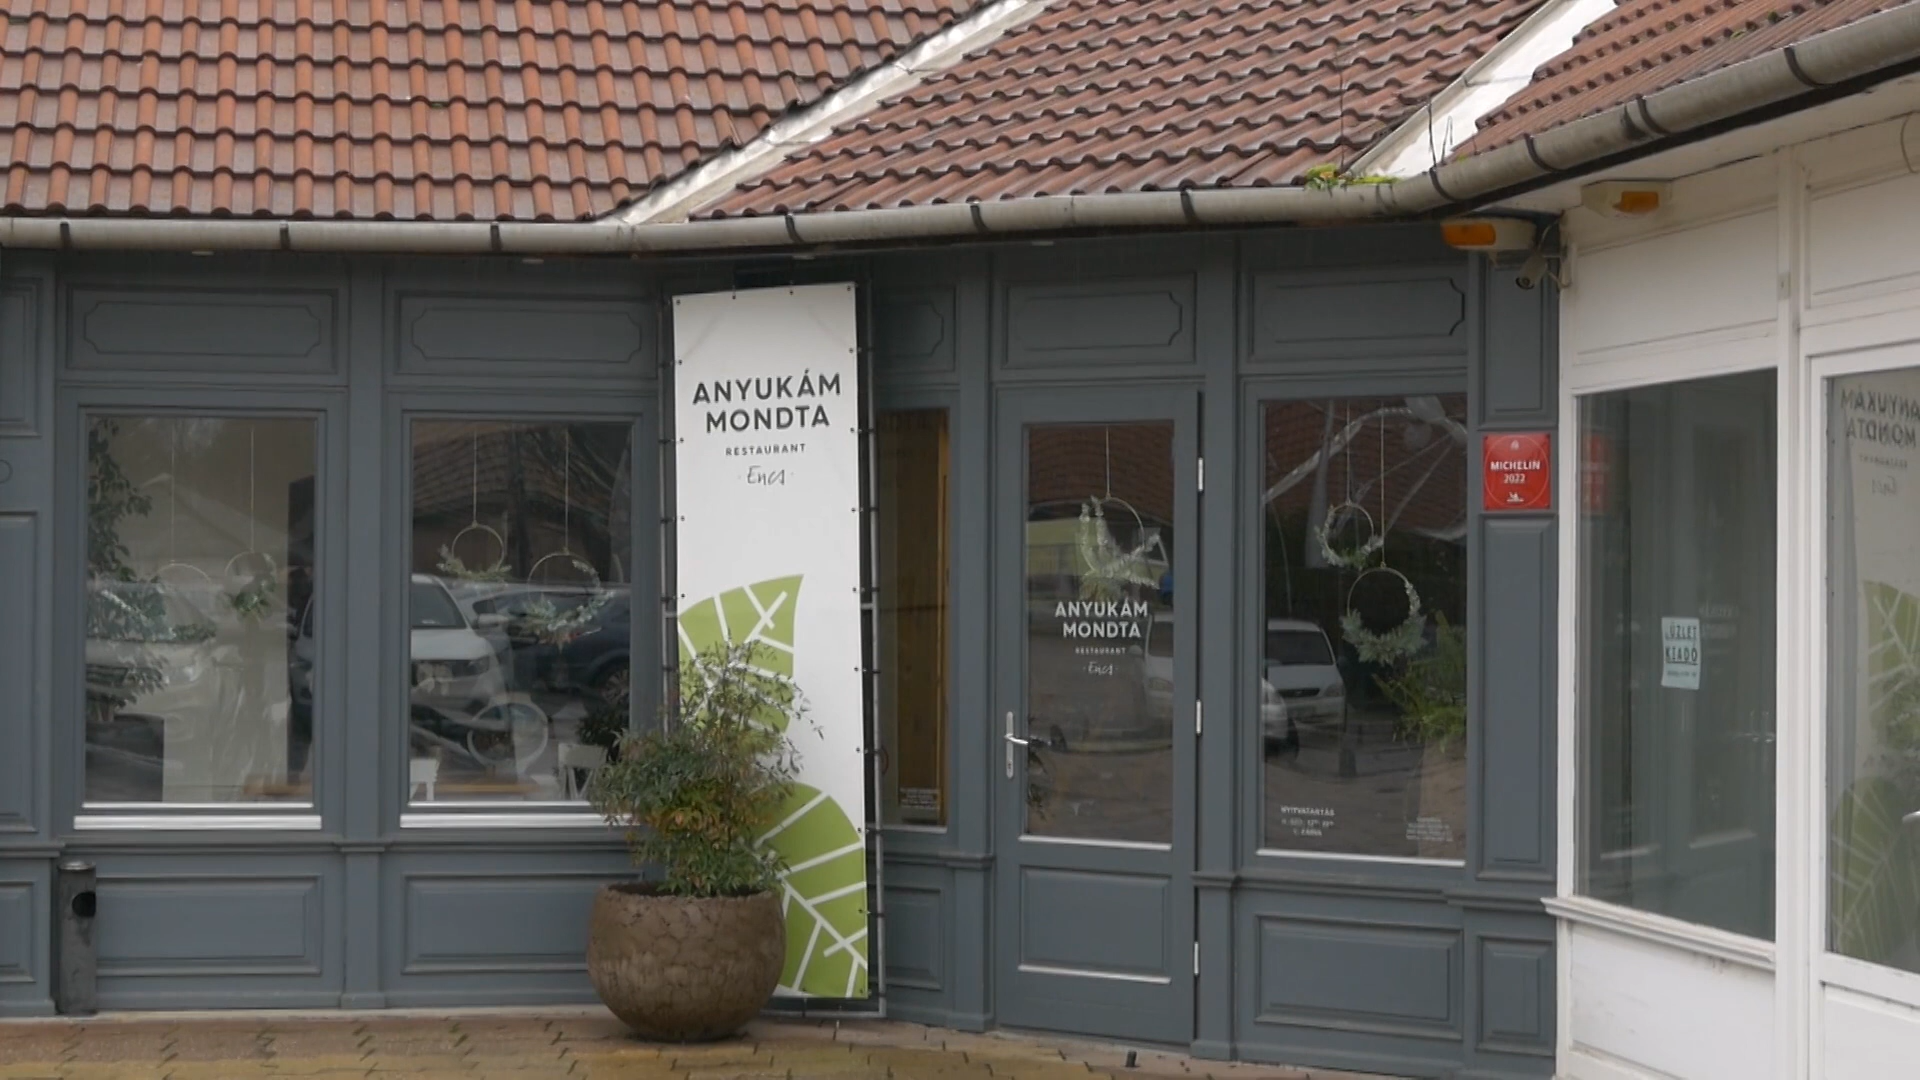 ANYUKÁM
MONDTA
RESTAURANT
· Encs ·
ANYUKÁM
MONDTA
RESTAURANT
· Encs ·
MICHELIN
2022
ÜZLET
KIADÓ
NYITVATARTÁS